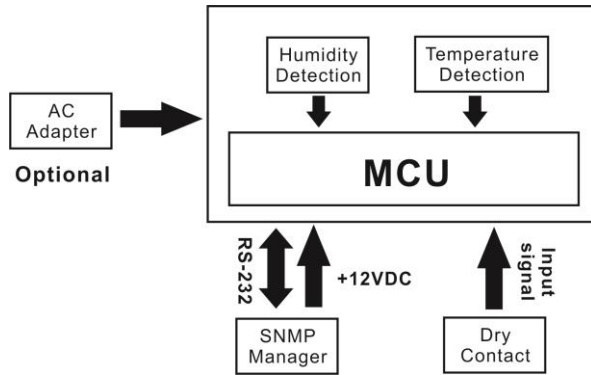 Humidity
Detection
Temperature
Detection
AC
Adapter
Optional
MCU
RS-232
+12VDC
Input
signal
SNMP
Manager
Dry
Contact